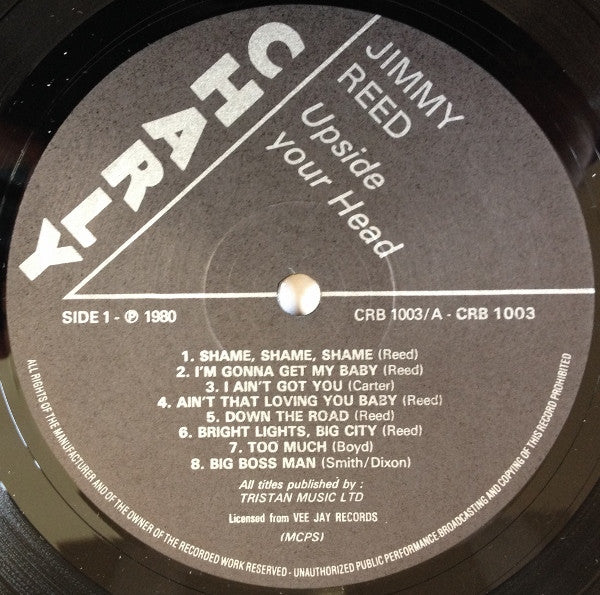 CHARLY
JIMMY
REED
Upside
your Head
SIDE 1 - ℗ 1980
CRB 1003/A - CRB 1003
1. SHAME, SHAME, SHAME (Reed)
2. I'M GONNA GET MY BABY (Reed)
3. I AIN'T GOT YOU (Carter)
4. AIN'T THAT LOVING YOU BABY (Reed)
5. DOWN THE ROAD (Reed)
6. BRIGHT LIGHTS, BIG CITY (Reed)
7. TOO MUCH (Boyd)
8. BIG BOSS MAN (Smith/Dixon)
All titles published by :
TRISTAN MUSIC LTD
Licensed from VEE JAY RECORDS
(MCPS)
ALL RIGHTS OF THE MANUFACTURER AND OF THE OWNER OF THE RECORDED WORK RESERVED - UNAUTHORIZED PUBLIC PERFORMANCE BROADCASTING AND COPYING OF THIS RECORD PROHIBITED